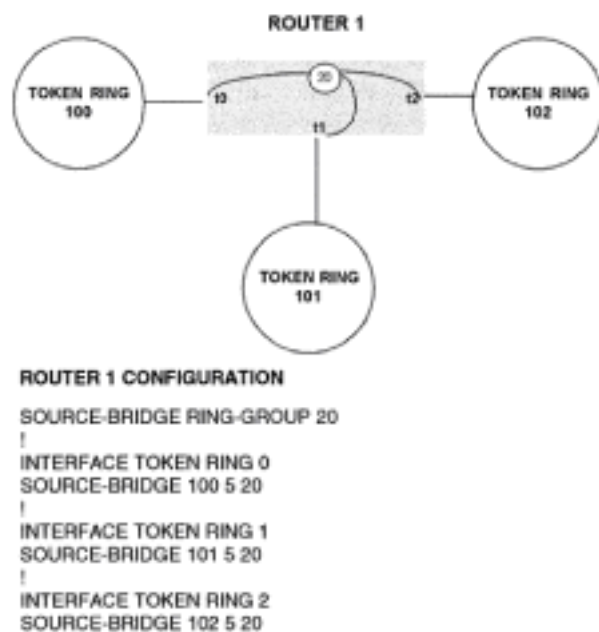 ROUTER 1
TOKEN RING
100
t0
20
t1
t2
TOKEN RING
102
TOKEN RING
101
ROUTER 1 CONFIGURATION
SOURCE-BRIDGE RING-GROUP 20
!
INTERFACE TOKEN RING 0
SOURCE-BRIDGE 100 5 20
!
INTERFACE TOKEN RING 1
SOURCE-BRIDGE 101 5 20
!
INTERFACE TOKEN RING 2
SOURCE-BRIDGE 102 5 20